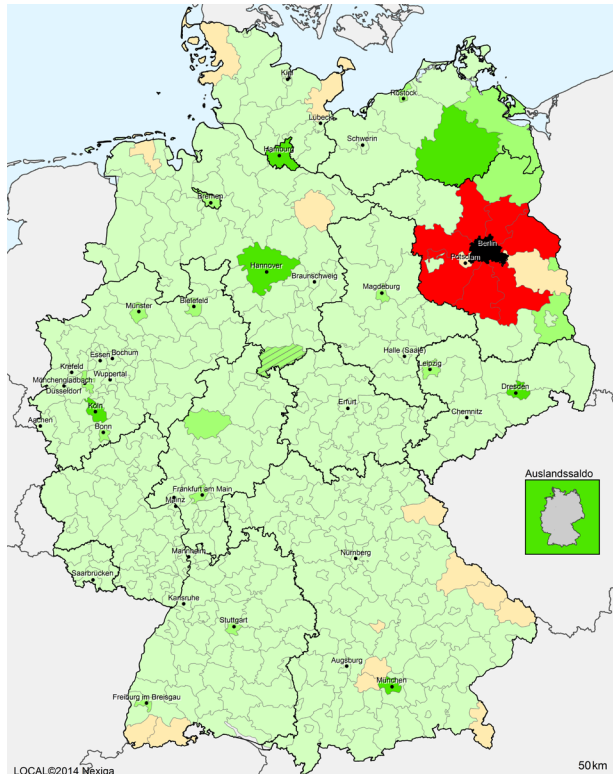 Kiel
Rostock
Lübeck
Schwerin
Hamburg
Bremen
Berlin
Potsdam
Hannover
Braunschweig
Magdeburg
Münster
Bielefeld
Essen
Bochum
Krefeld
Halle (Saale)
Leipzig
Mönchengladbach
Wuppertal
Düsseldorf
Dresden
Köln
Erfurt
Chemnitz
Aachen
Bonn
Auslandssaldo
Frankfurt am Main
Mainz
Mannheim
Nürnberg
Saarbrücken
Karlsruhe
Stuttgart
Augsburg
München
Freiburg im Breisgau
LOCAL©2014 Nexiga
50km